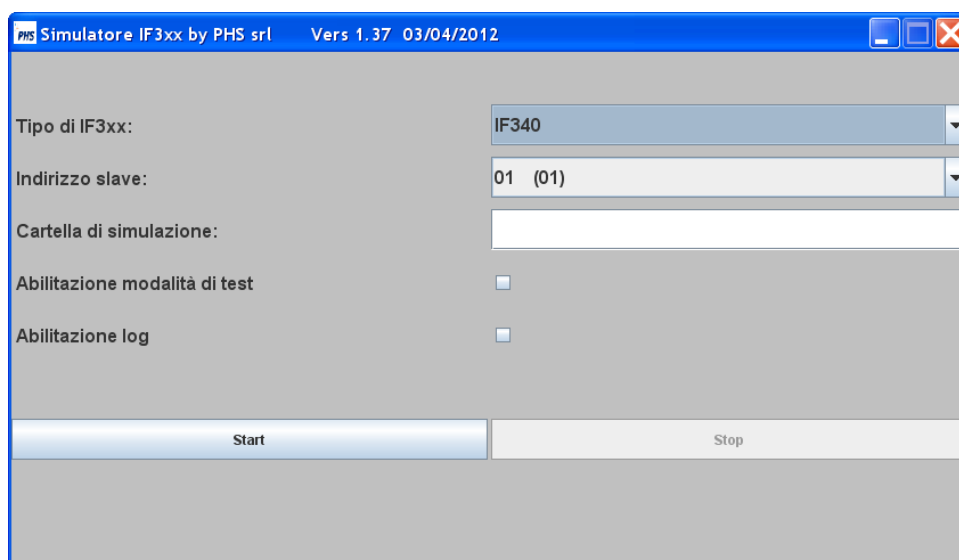 PHS Simulatore IF3xx by PHS srl Vers 1.37 03/04/2012
Tipo di IF3xx: IF340
Indirizzo slave: 01 (01)
Cartella di simulazione:
Abilitazione modalità di test
Abilitazione log
Start Stop